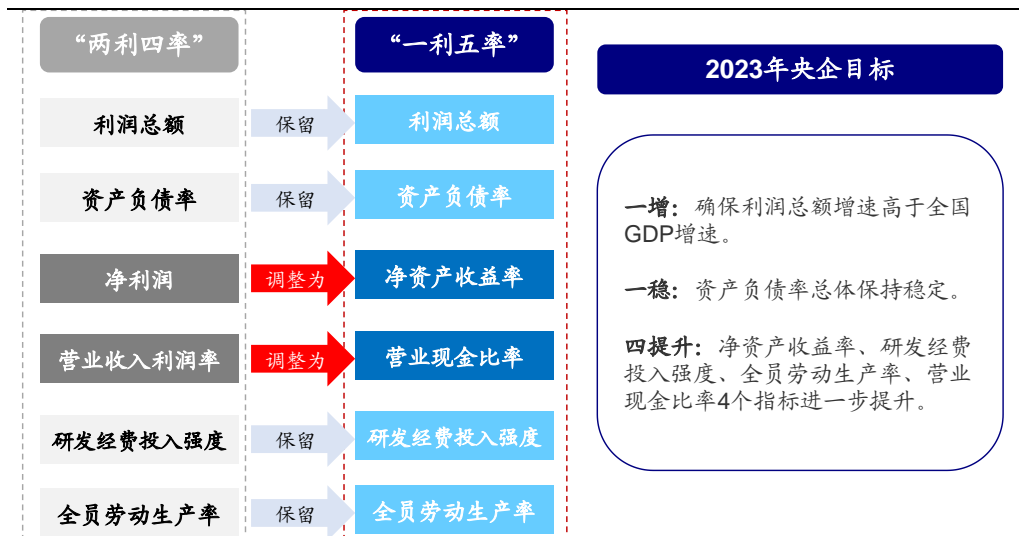 “两利四率”
“一利五率”
2023年央企目标
利润总额
保留
利润总额
资产负债率
保留
资产负债率
净利润
调整为
净资产收益率
营业收入利润率
调整为
营业现金比率
研发经费投入强度
保留
研发经费投入强度
全员劳动生产率
保留
全员劳动生产率
一增：确保利润总额增速高于全国
GDP增速。
一稳：资产负债率总体保持稳定。
四提升：净资产收益率、研发经费
投入强度、全员劳动生产率、营业
现金比率4个指标进一步提升。